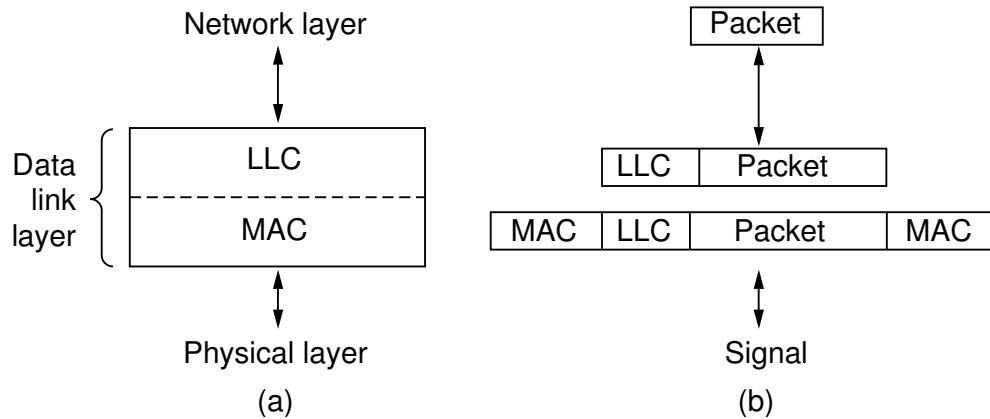 Network layer
Data
link
layer
LLC
MAC
Physical layer
(a)
Packet
LLC Packet
MAC LLC Packet MAC
Signal
(b)